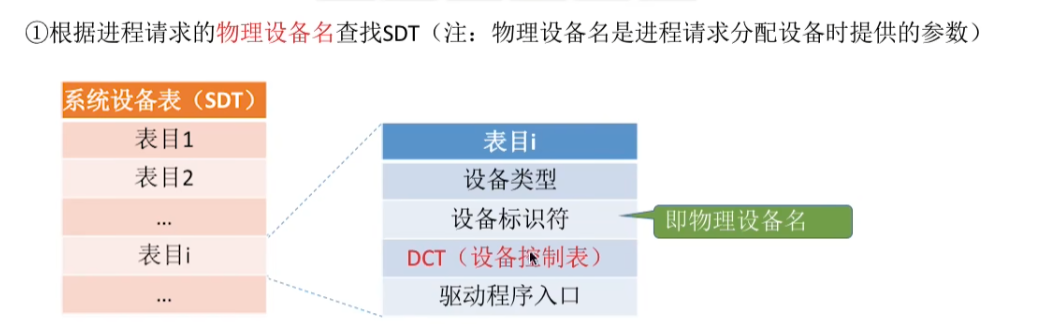 ①根据进程请求的物理设备名查找SDT（注：物理设备名是进程请求分配设备时提供的参数）
系统设备表（SDT）
表目1
表目2
...
表目i
...
表目i
设备类型
设备标识符
DCT（设备控制表）
驱动程序入口
即物理设备名